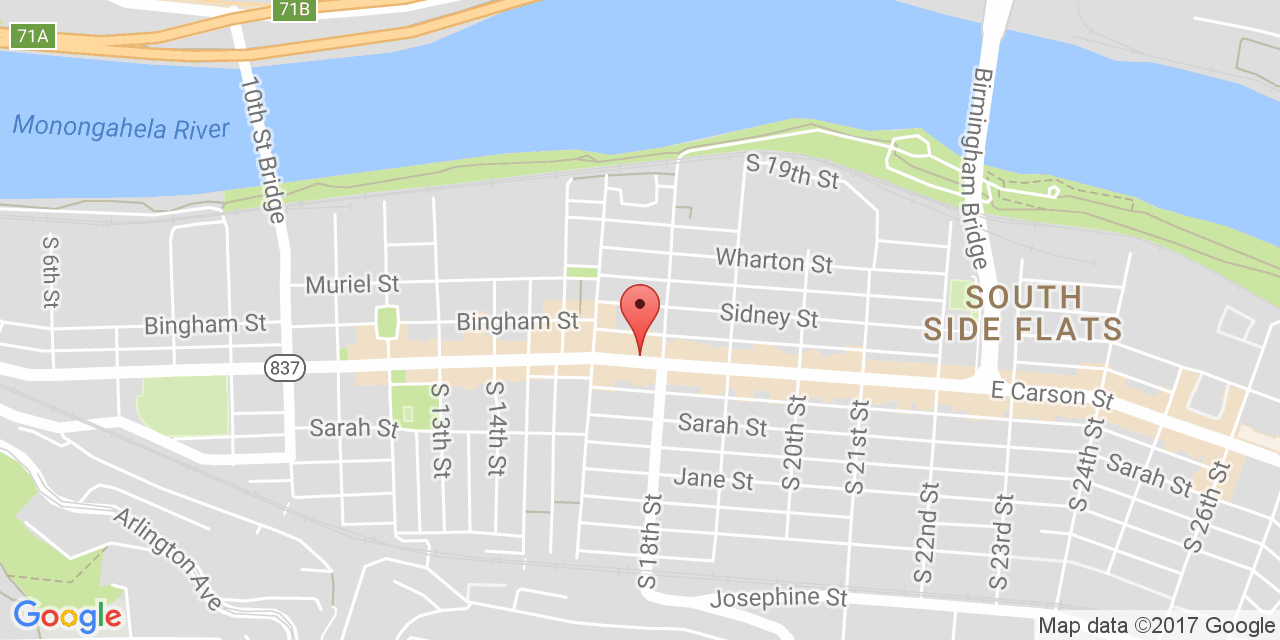 71B
71A
10th St Bridge
Monongahela River
Birmingham Bridge
S 19th St
S 6th St
Wharton St
Muriel St
SOUTH
SIDE FLATS
Bingham St
Bingham St
Sidney St
837
E Carson St
S 13th St
S 14th St
Sarah St
Sarah St
S 20th St
S 21st St
S 24th St
Sarah St
Jane St
S 26th St
S 18th St
S 22nd St
S 23rd St
Arlington Ave
Josephine St
Google
Map data ©2017 Google